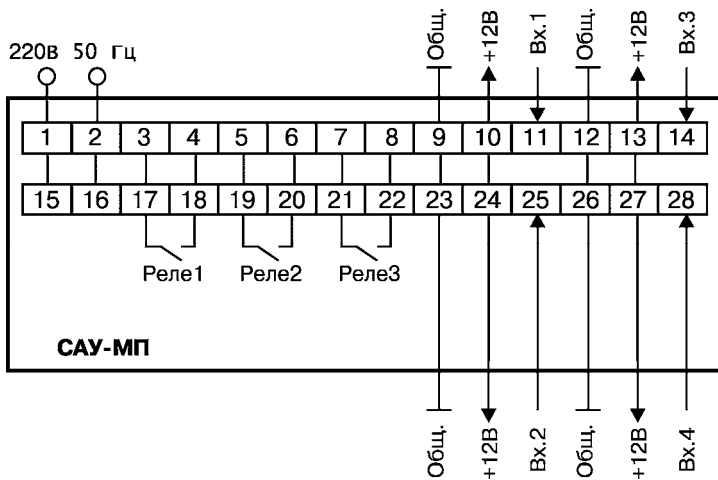 Общ.
+12В
Вх.1
Общ.
+12В
Вх.3
220В 50 Гц
1 2 3 4 5 6 7 8 9 10 11 12 13 14
15 16 17 18 19 20 21 22 23 24 25 26 27 28
Реле1 Реле2 Реле3
САУ-МП
Общ.
+12В
Вх.2
Общ.
+12В
Вх.4